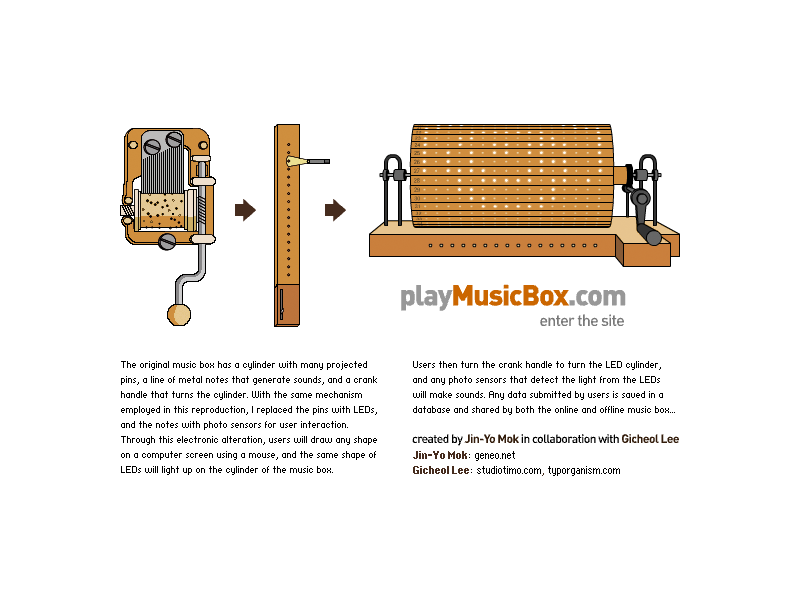 playMusicBox.com
enter the site
The original music box has a cylinder with many projected
pins, a line of metal notes that generate sounds, and a crank
handle that turns the cylinder. With the same mechanism
employed in this reproduction, I replaced the pins with LEDs,
and the notes with photo sensors for user interaction.
Through this electronic alteration, users will draw any shape
on a computer screen using a mouse, and the same shape of
LEDs will light up on the cylinder of the music box.
Users then turn the crank handle to turn the LED cylinder,
and any photo sensors that detect the light from the LEDs
will make sounds. Any data submitted by users is saved in a
database and shared by both the online and offline music box...
created by Jin-Yo Mok in collaboration with Gicheol Lee
Jin-Yo Mok: geneo.net
Gicheol Lee: studiotimo.com, typorganism.com